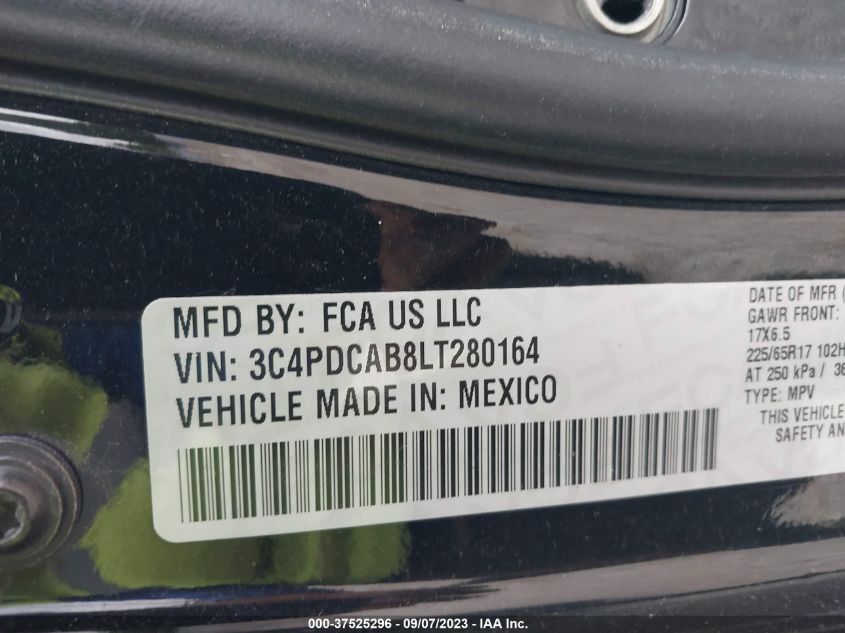 MFD BY: FCA US LLC
VIN: 3C4PDCAB8LT280164
VEHICLE MADE IN: MEXICO
DATE OF MFR (
GAWR FRONT:
17X6.5
225/65R17 102H
AT 250 kPa / 36
TYPE: MPV
THIS VEHICLE
SAFETY AN
000-37525296 - 09/07/2023 - IAA Inc.